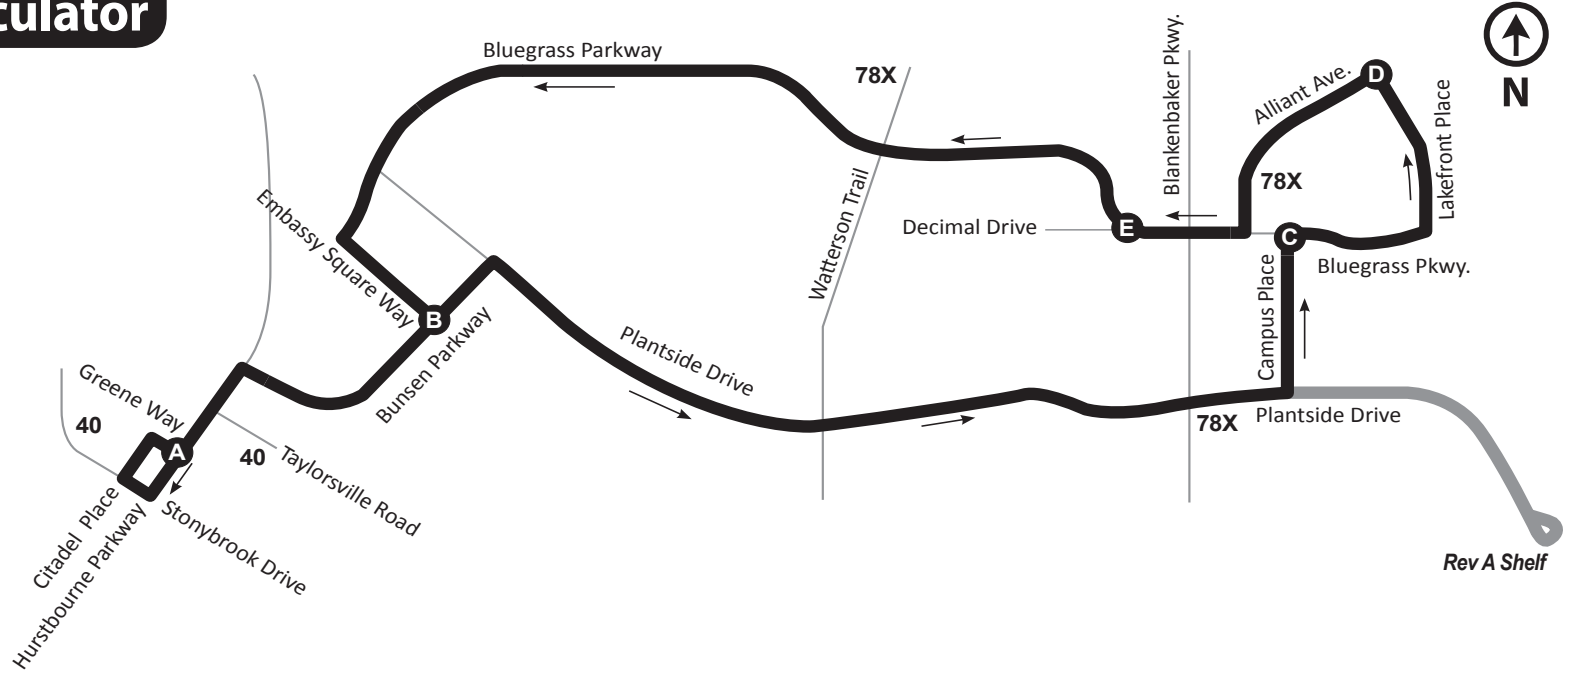 culator
Bluegrass Parkway
78X
Blankenbaker Pkwy.
Alliant Ave.
D
N
Lakefront Place
78X
Embassy Square Way
Watterson Trail
Decimal Drive
E
C
Bluegrass Pkwy.
Campus Place
B
Bunsen Parkway
Plantside Drive
78X
Plantside Drive
Greene Way
40
A
40
Taylorsville Road
Citadel Place
Hurstbourne Parkway
Stonybrook Drive
Rev A Shelf